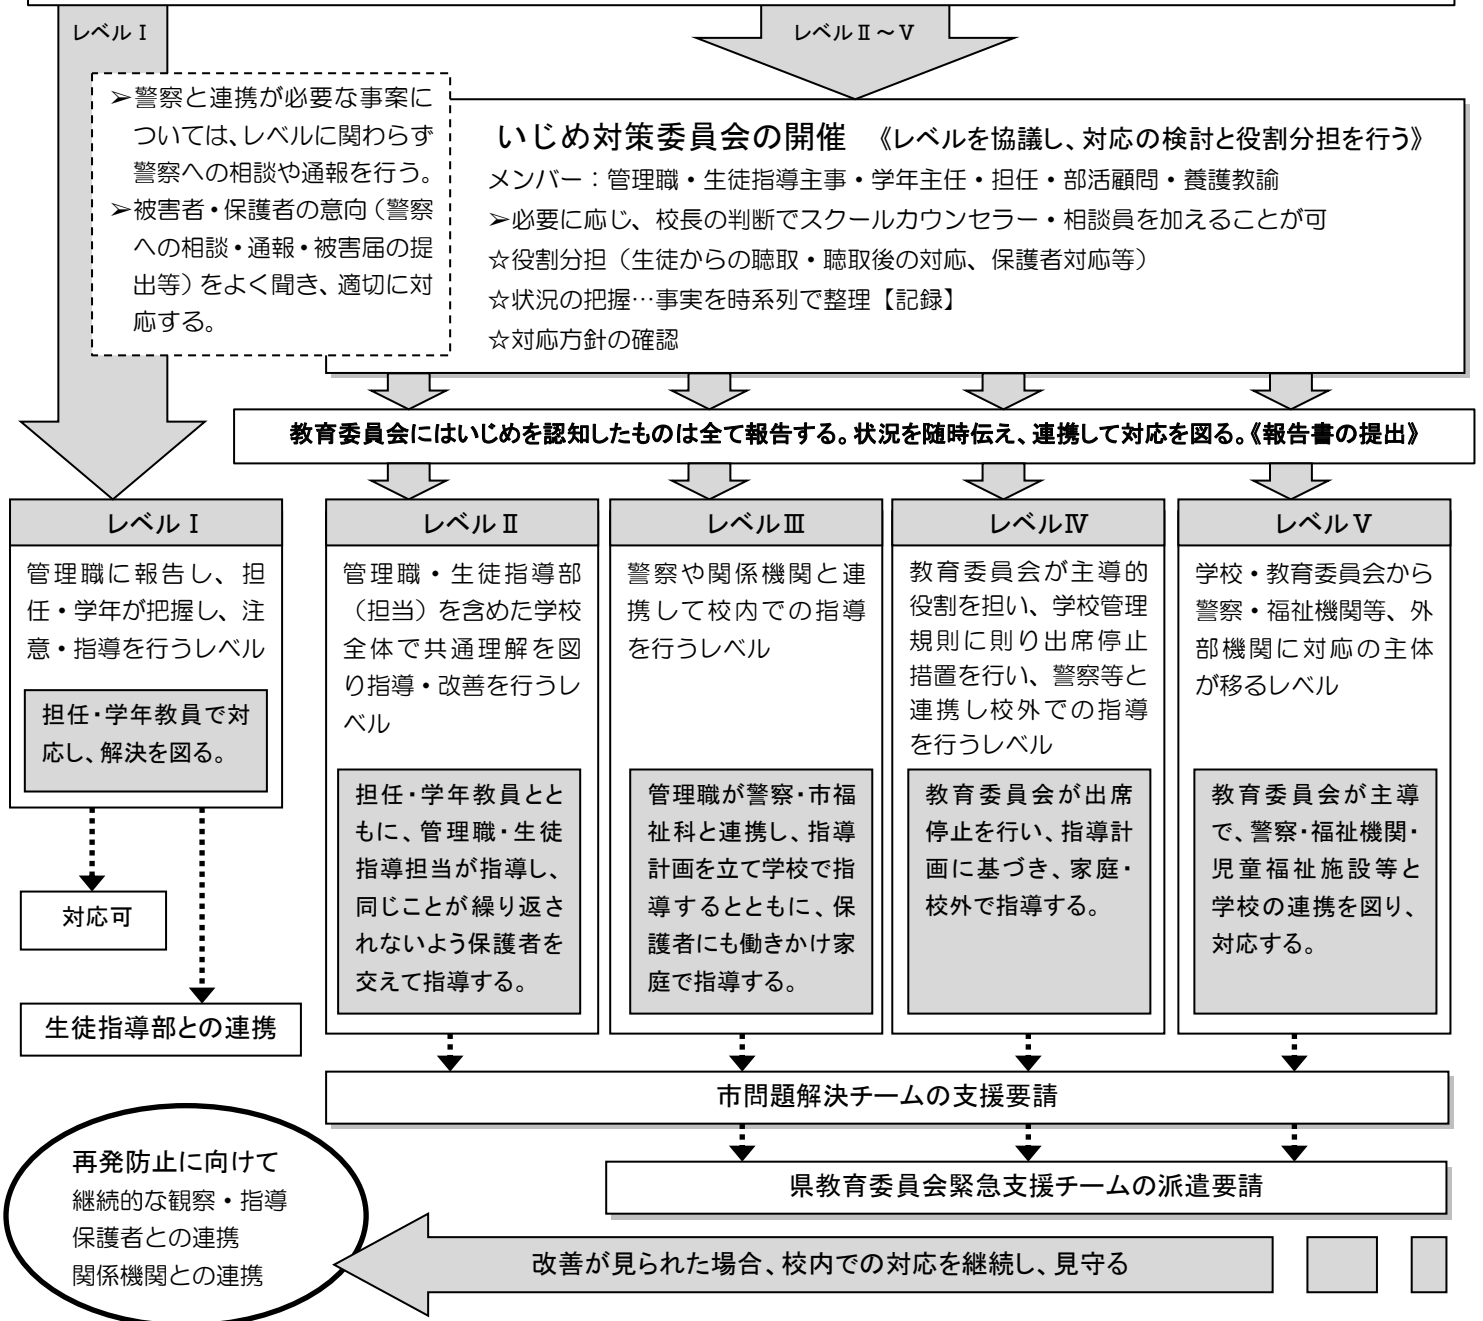 レベルⅠ
レベルⅡ～Ⅴ
➢警察と連携が必要な事案に
ついては、レベルに関わらず
警察への相談や通報を行う。
➢被害者・保護者の意向（警察
への相談・通報・被害届の提
出等）をよく聞き、適切に対
応する。
いじめ対策委員会の開催 《レベルを協議し、対応の検討と役割分担を行う》
メンバー：管理職・生徒指導主事・学年主任・担任・部活顧問・養護教諭
➢必要に応じ、校長の判断でスクールカウンセラー・相談員を加えることが可
☆役割分担（生徒からの聴取・聴取後の対応、保護者対応等）
☆状況の把握…事実を時系列で整理【記録】
☆対応方針の確認
教育委員会にはいじめを認知したものは全て報告する。状況を随時伝え、連携して対応を図る。《報告書の提出》
レベルⅠ
管理職に報告し、担
任・学年が把握し、注
意・指導を行うレベル
担任・学年教員で対
応し、解決を図る。
対応可
生徒指導部との連携
レベルⅡ
管理職・生徒指導部
（担当）を含めた学校
全体で共通理解を図
り指導・改善を行うレ
ベル
担任・学年教員とと
もに、管理職・生徒
指導担当が指導し、
同じことが繰り返さ
れないよう保護者を
交えて指導する。
レベルⅢ
警察や関係機関と連
携して校内での指導
を行うレベル
管理職が警察・市福
祉科と連携し、指導
計画を立て学校で指
導するとともに、保
護者にも働きかけ家
庭で指導する。
レベルⅣ
教育委員会が主導的
役割を担い、学校管理
規則に則り出席停止
措置を行い、警察等と
連携し校外での指導
を行うレベル
教育委員会が出席
停止を行い、指導計
画に基づき、家庭・
校外で指導する。
レベルⅤ
学校・教育委員会から
警察・福祉機関等、外
部機関に対応の主体
が移るレベル
教育委員会が主導
で、警察・福祉機関・
児童福祉施設等と
学校の連携を図り、
対応する。
市問題解決チームの支援要請
県教育委員会緊急支援チームの派遣要請
再発防止に向けて
継続的な観察・指導
保護者との連携
関係機関との連携
改善が見られた場合、校内での対応を継続し、見守る